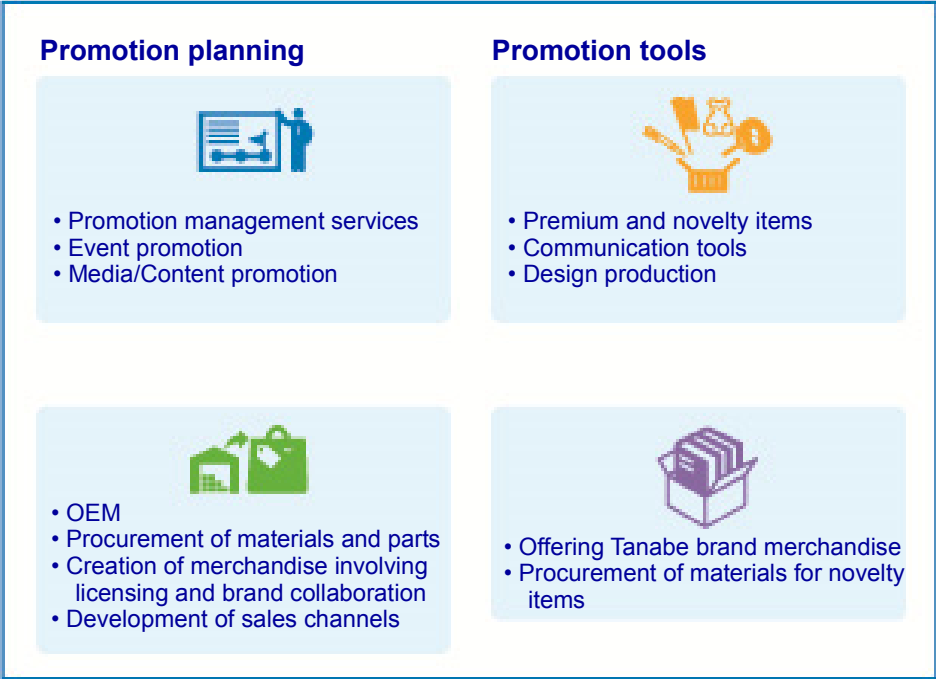 Promotion planning
• Promotion management services
• Event promotion
• Media/Content promotion
Promotion tools
• Premium and novelty items
• Communication tools
• Design production
• OEM
• Procurement of materials and parts
• Creation of merchandise involving
licensing and brand collaboration
• Development of sales channels
• Offering Tanabe brand merchandise
• Procurement of materials for novelty
items